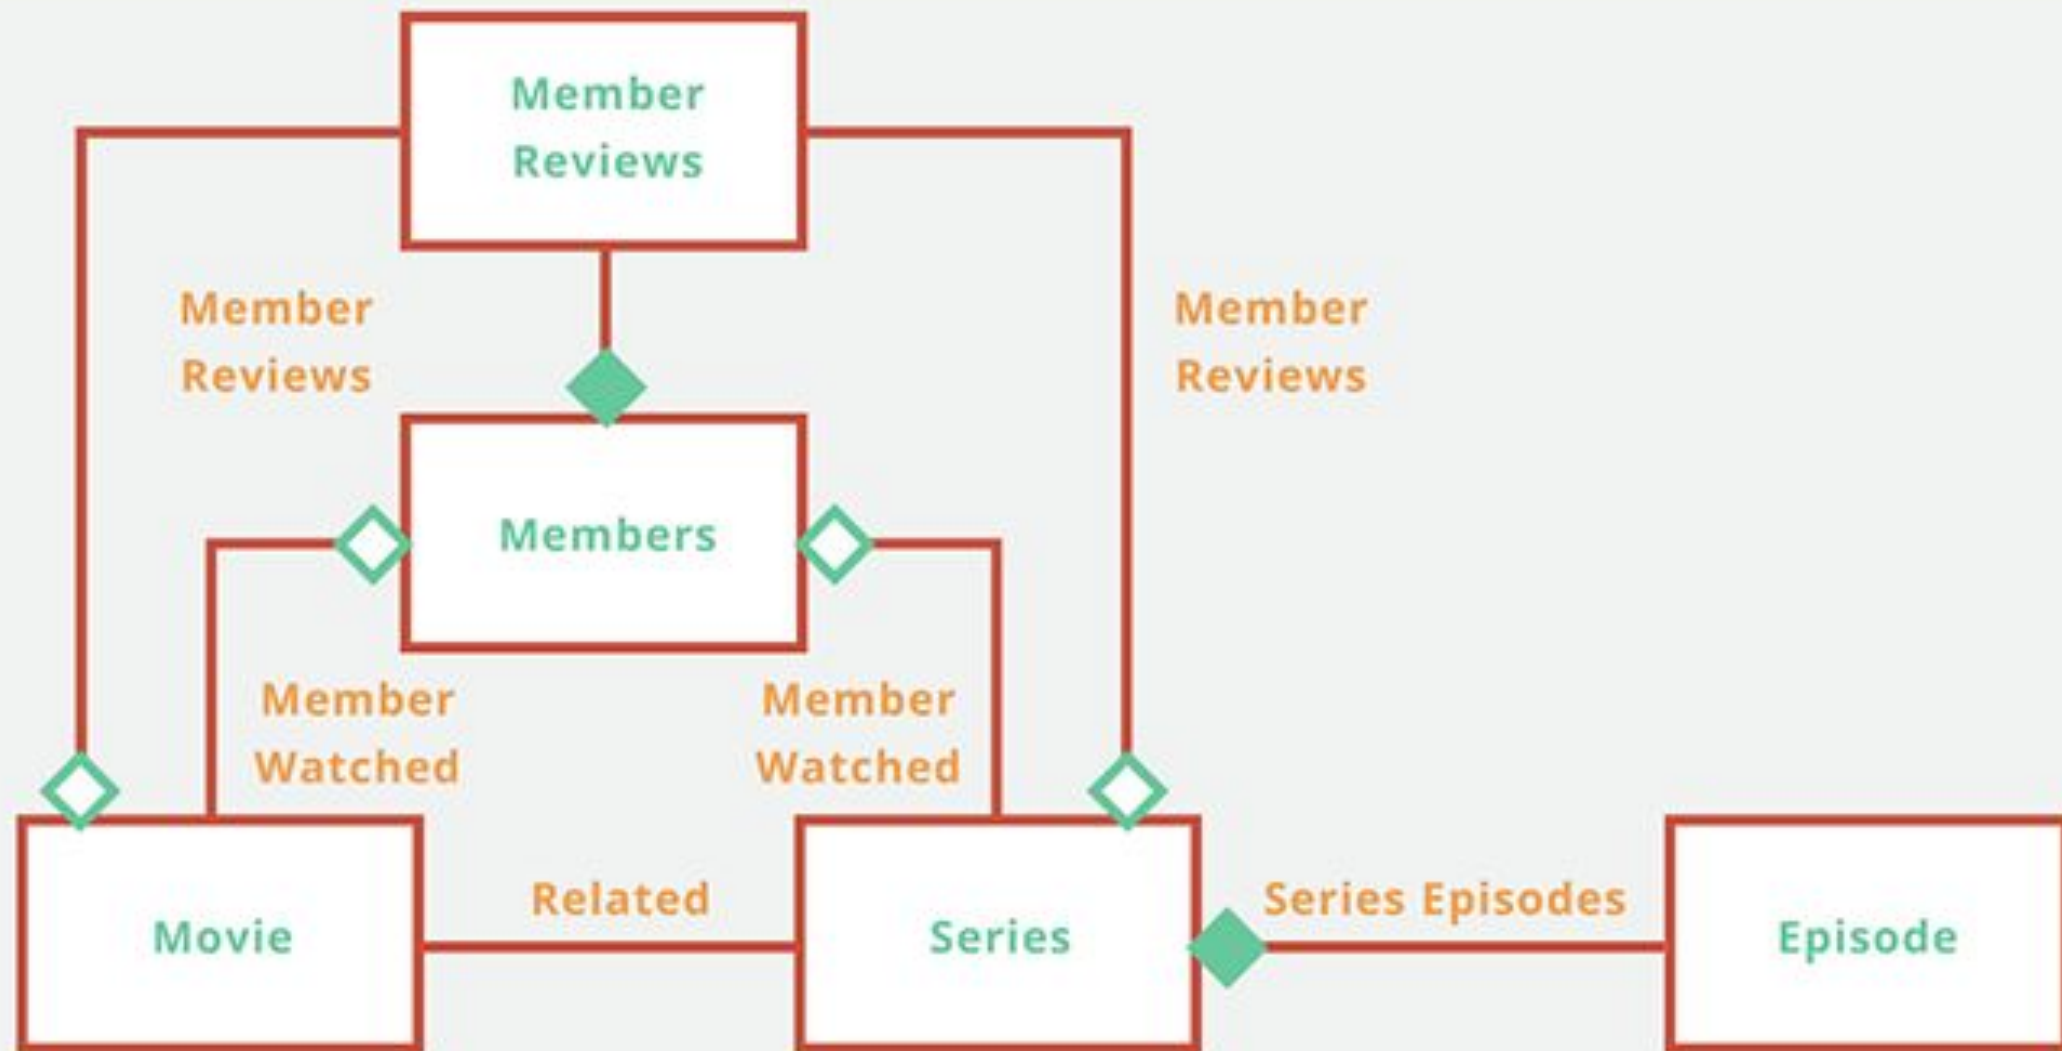 Member
Reviews
Member
Reviews
Member
Reviews
Members
Member
Watched
Member
Watched
Related
Series Episodes
Movie
Series
Episode